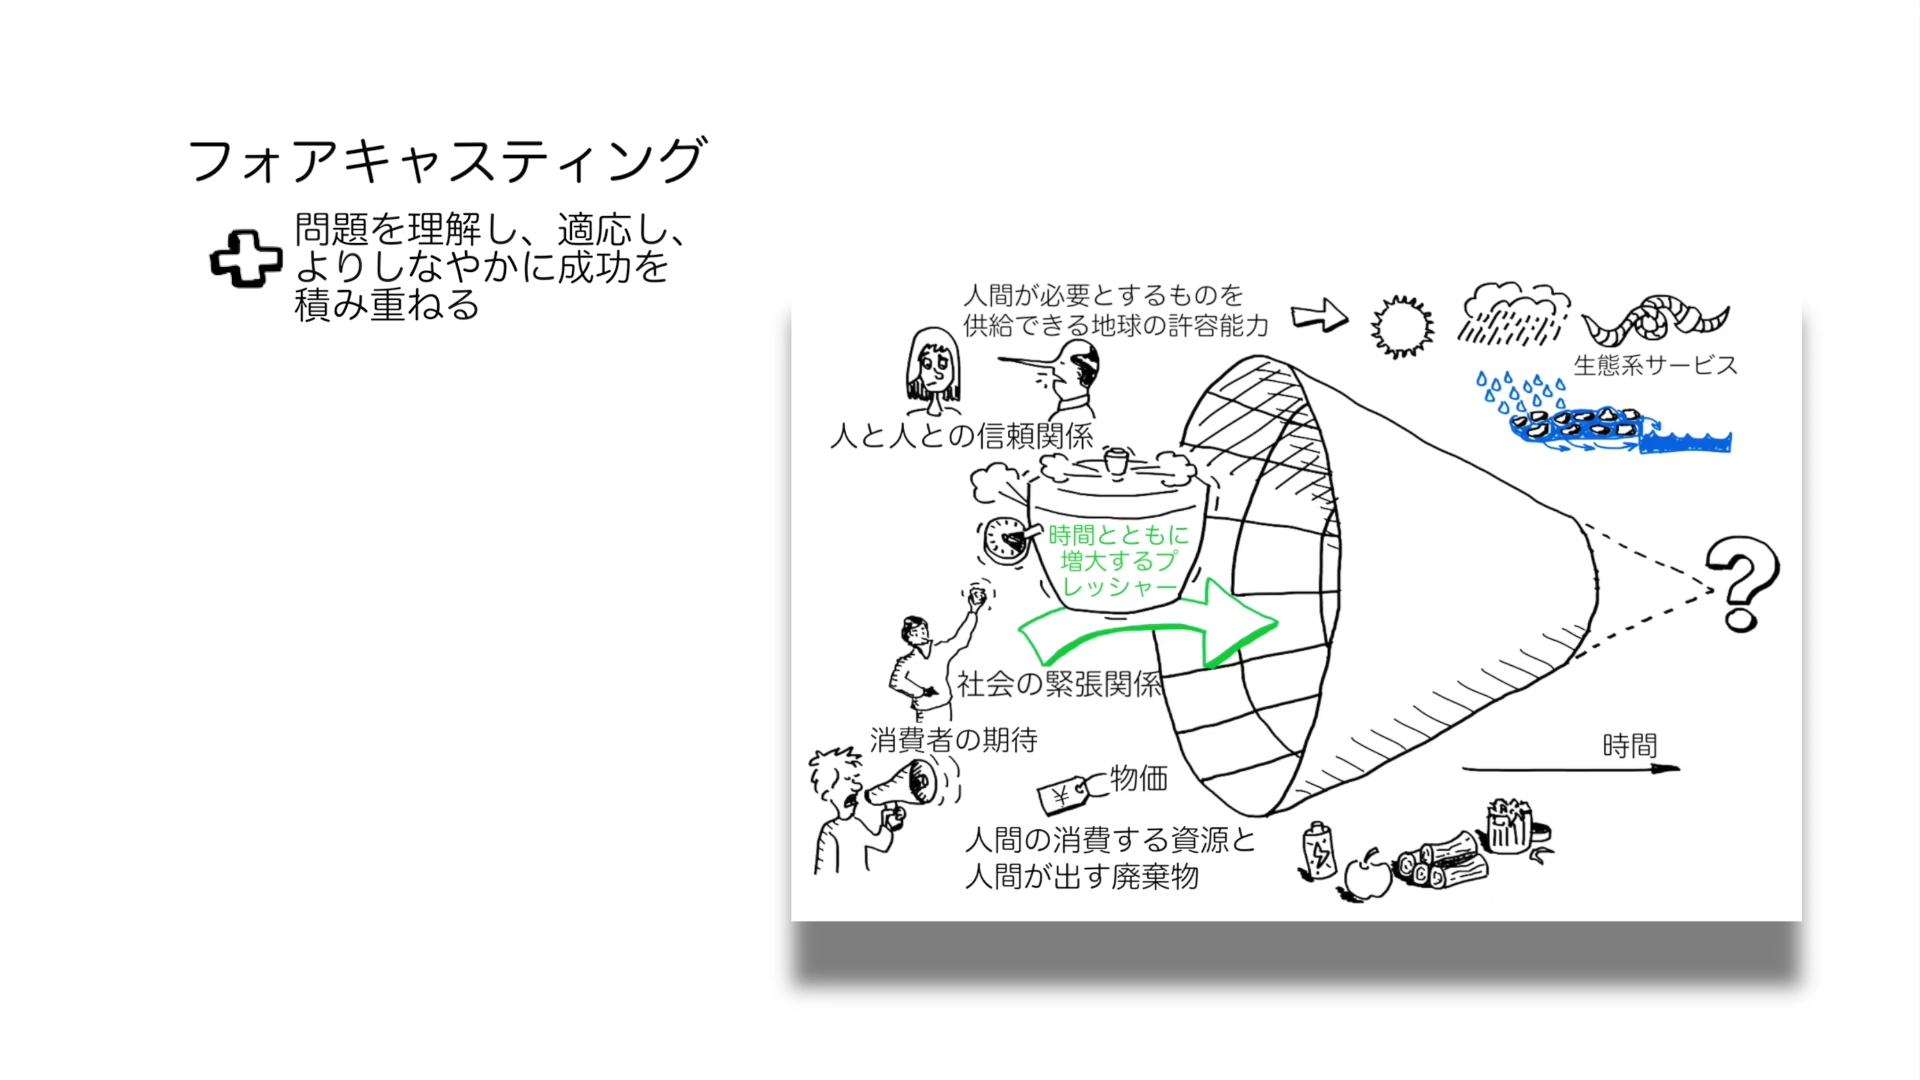 フォアキャスティング
問題を理解し、適応し、
よりしなやかに成功を
積み重ねる
人間が必要とするものを
供給できる地球の許容能力
生態系サービス
人と人との信頼関係
時間とともに
増大するプ
レッシャー
?
社会の緊張関係
消費者の期待
時間
¥
物価
人間の消費する資源と
人間が出す廃棄物